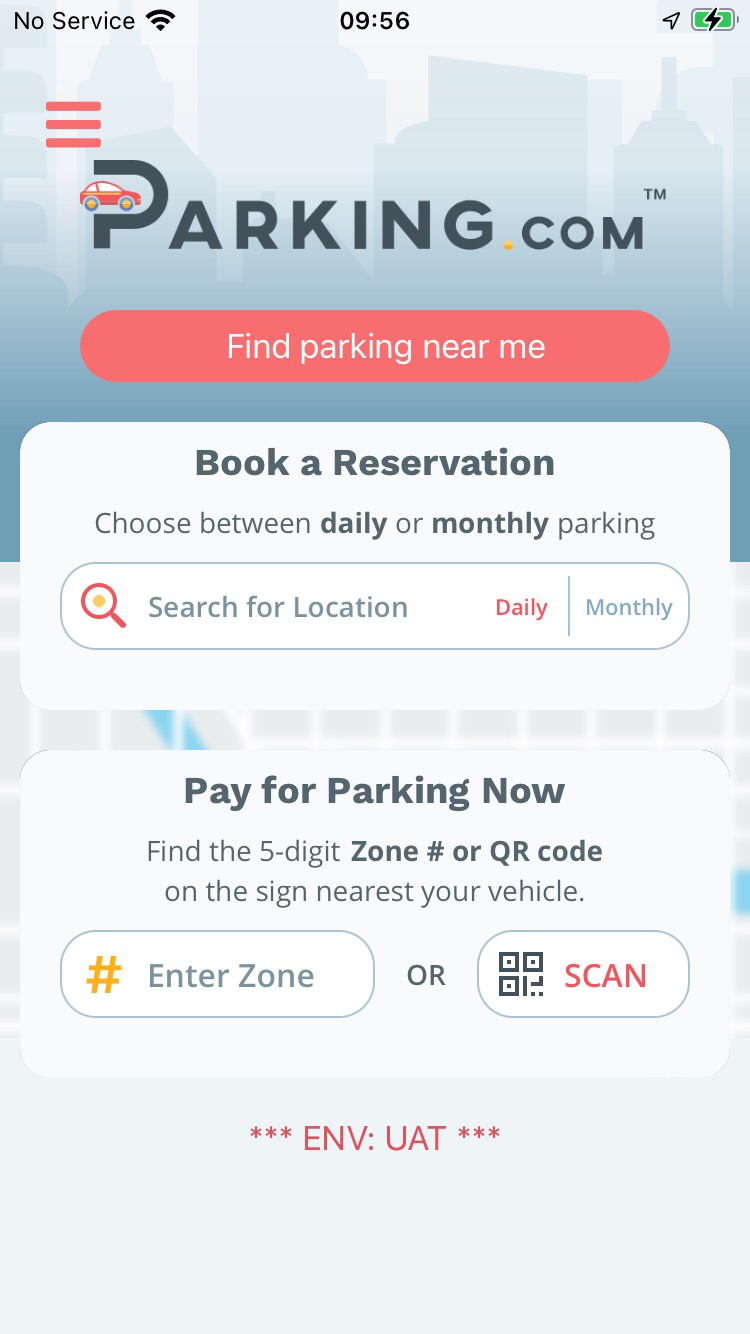 No Service 09:56
PARKING.COM™
Find parking near me
Book a Reservation
Choose between daily or monthly parking
Search for Location Daily Monthly
Pay for Parking Now
Find the 5-digit Zone # or QR code
on the sign nearest your vehicle.
# Enter Zone OR SCAN
*** ENV: UAT ***